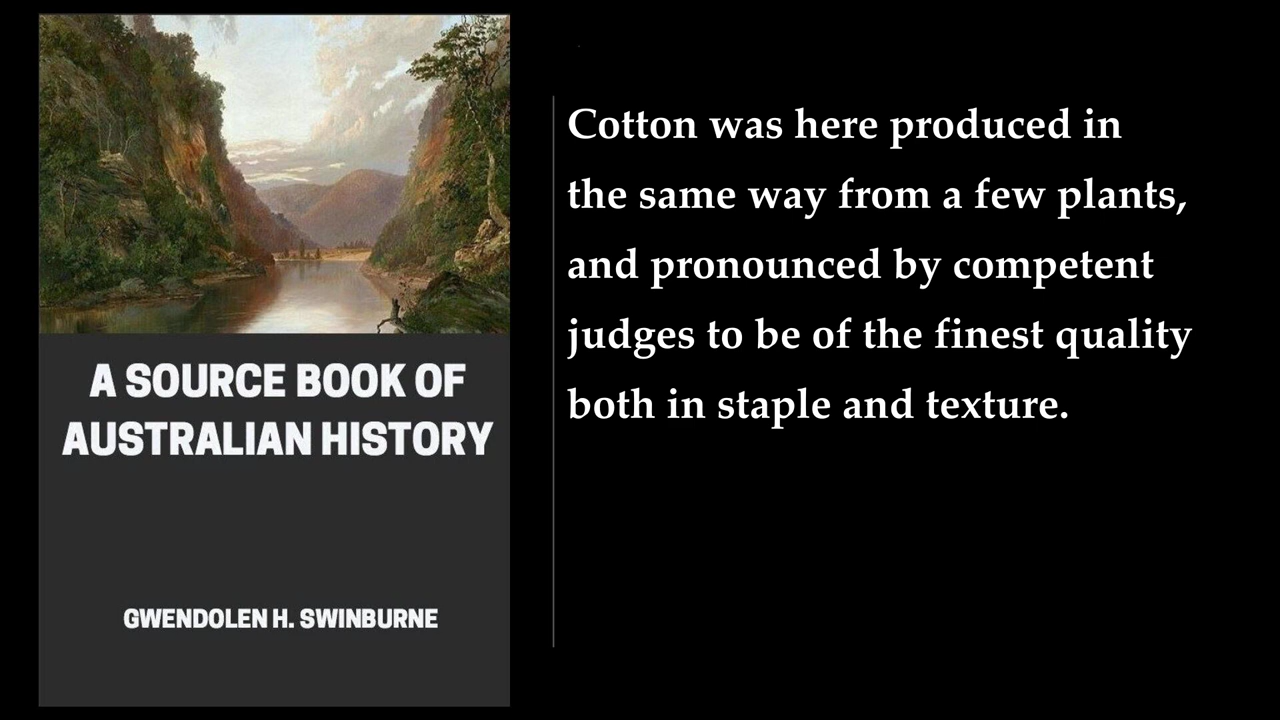 A SOURCE BOOK OF
AUSTRALIAN HISTORY
GWENDOLEN H. SWINBURNE
Cotton was here produced in
the same way from a few plants,
and pronounced by competent
judges to be of the finest quality
both in staple and texture.